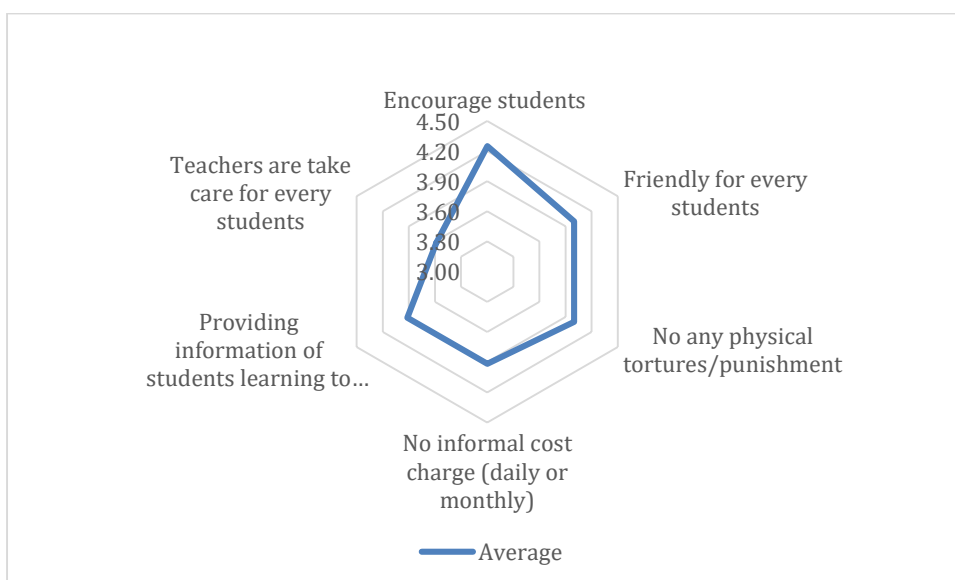 Encourage students
4.50
4.20
3.90
3.60
3.30
3.00
Teachers are take
care for every
students
Friendly for every
students
Providing
information of
students learning to…
No any physical
tortures/punishment
No informal cost
charge (daily or
monthly)
Average